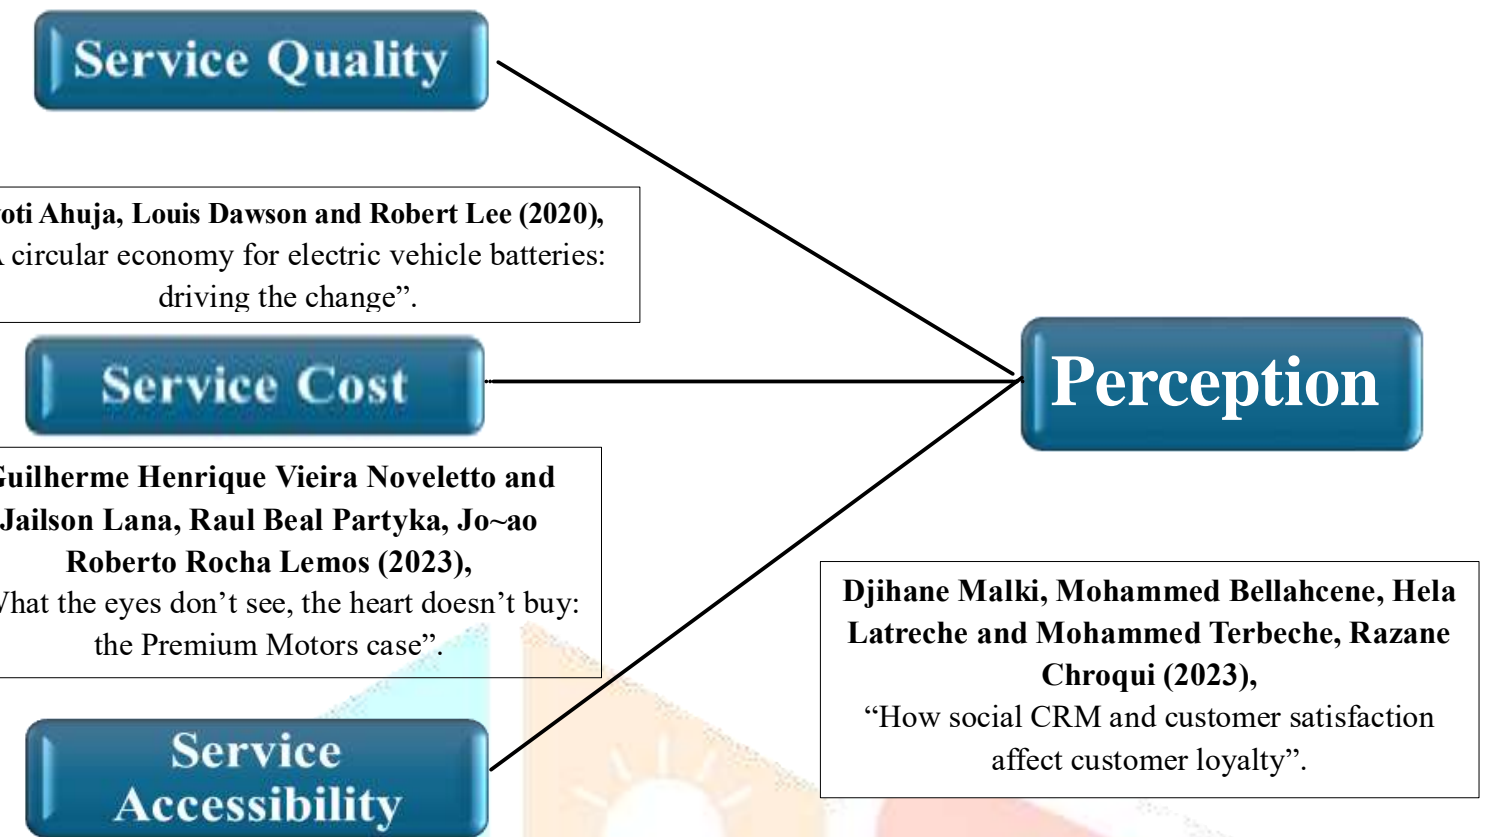 Service Quality
oti Ahuja, Louis Dawson and Robert Lee (2020),
circular economy for electric vehicle batteries:
driving the change”.
Service Cost
Perception
Guilherme Henrique Vieira Noveletto and
Jailson Lana, Raul Beal Partyka, Jo~ao
Roberto Rocha Lemos (2023),
What the eyes don’t see, the heart doesn’t buy:
the Premium Motors case”.
Djihane Malki, Mohammed Bellahcene, Hela
Latreche and Mohammed Terbeche, Razane
Chroqui (2023),
“How social CRM and customer satisfaction
affect customer loyalty”.
Service
Accessibility